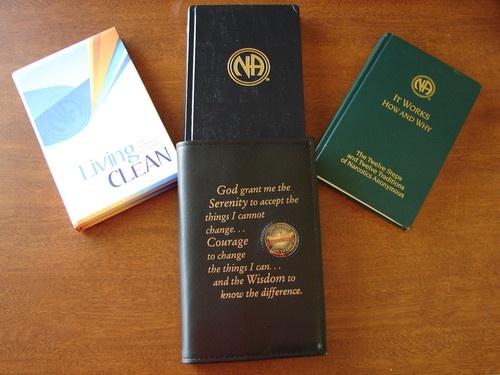 Living
CLEAN
NA
NA
IT WORKS
HOW AND WHY
The Twelve Steps
and Twelve Traditions
of Narcotics Anonymous
God grant me the
Serenity to accept the
things I cannot
change...
Courage
to change
the things I can...
and the Wisdom to
know the difference.